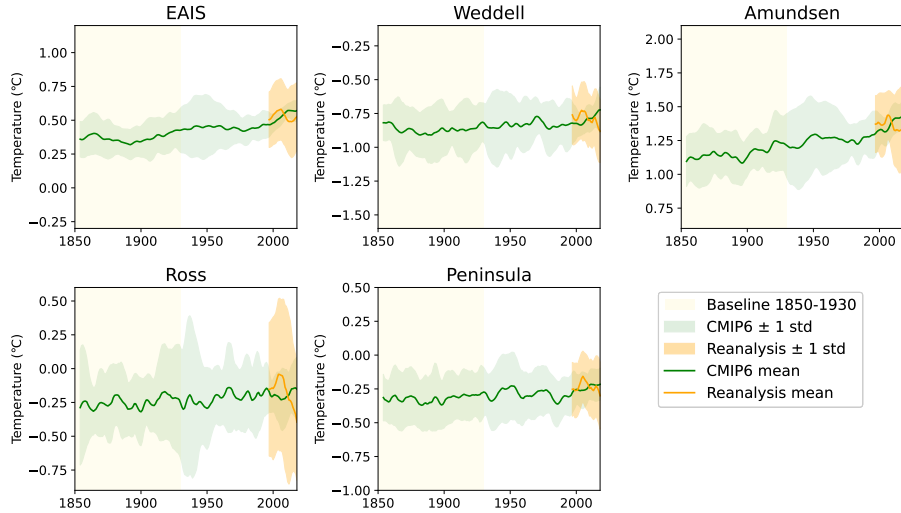 EAIS
Weddell
Amundsen
Temperature (°C)
1.00
0.75
0.50
0.25
0.00
−0.25
1850 1900 1950 2000
Temperature (°C)
−0.25
−0.50
−0.75
−1.00
−1.25
−1.50
1850 1900 1950 2000
Temperature (°C)
2.00
1.75
1.50
1.25
1.00
0.75
1850 1900 1950 2000
Ross
Peninsula
Temperature (°C)
0.50
0.25
0.00
−0.25
−0.50
−0.75
1850 1900 1950 2000
Temperature (°C)
0.50
0.25
0.00
−0.25
−0.50
−0.75
−1.00
1850 1900 1950 2000
Baseline 1850-1930
CMIP6 ± 1 std
Reanalysis ± 1 std
CMIP6 mean
Reanalysis mean